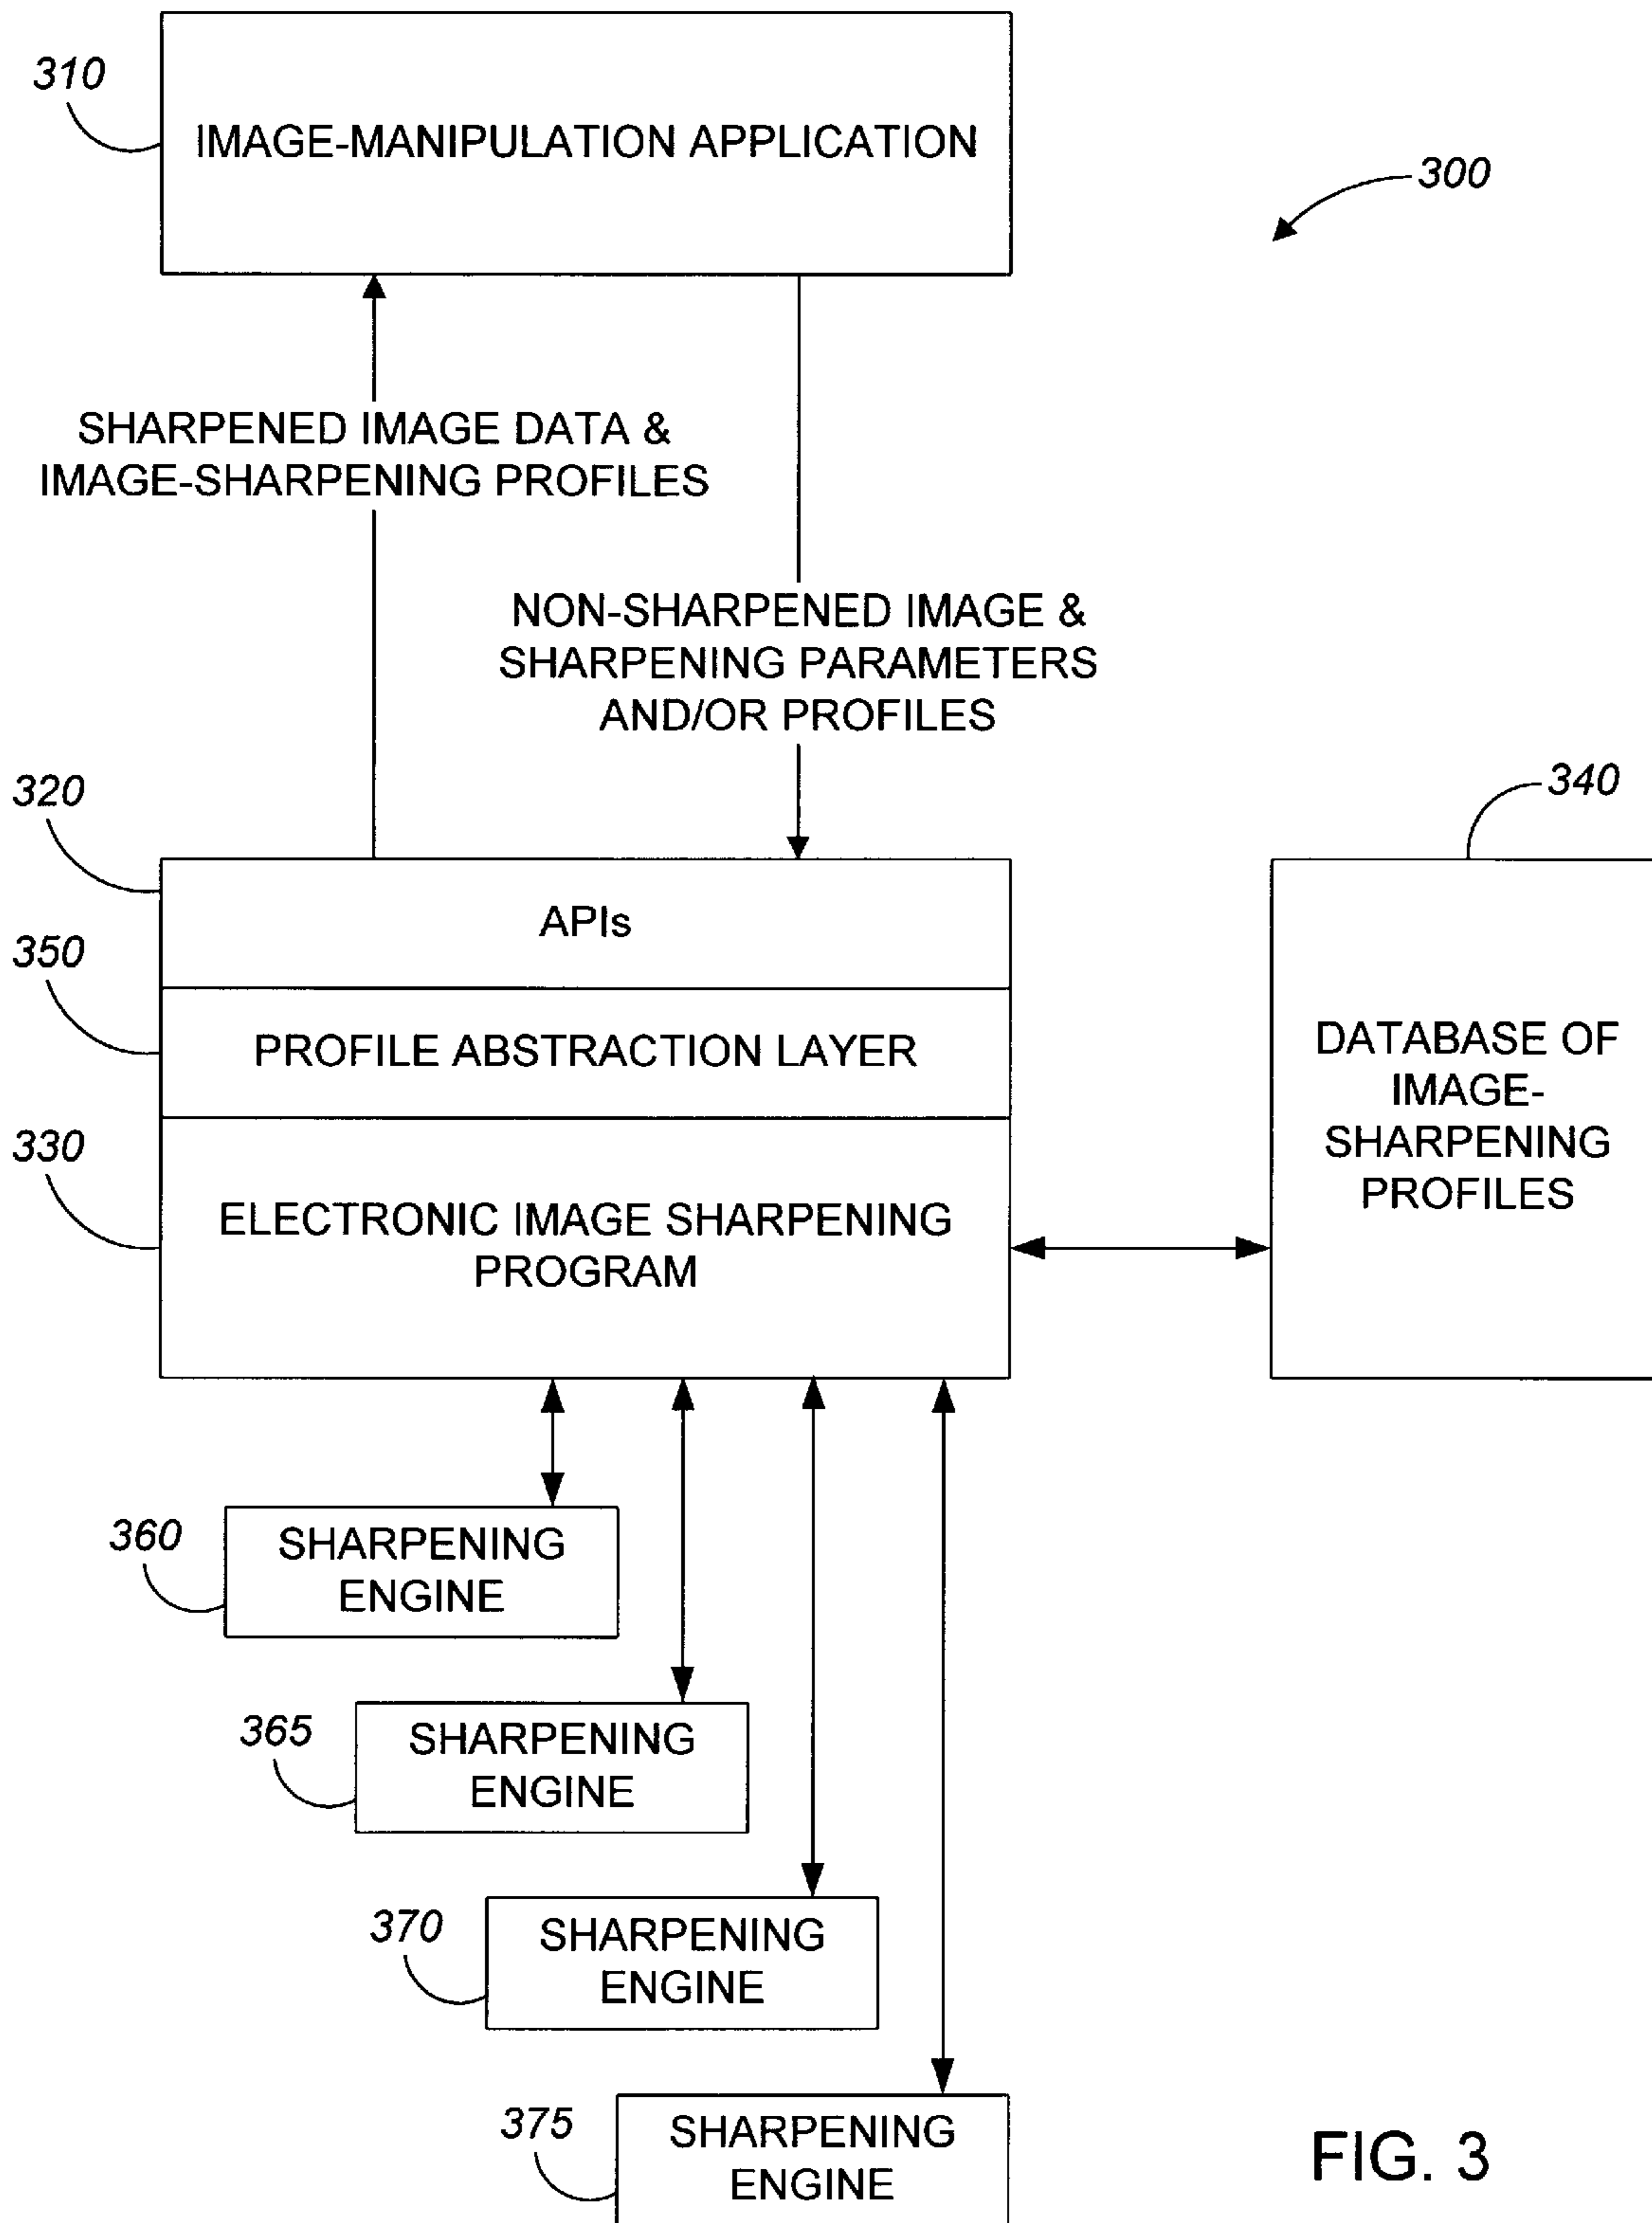 310
IMAGE-MANIPULATION APPLICATION
300
SHARPENED IMAGE DATA &
IMAGE-SHARPENING PROFILES
NON-SHARPENED IMAGE &
SHARPENING PARAMETERS
AND/OR PROFILES
320
340
APIs
350
PROFILE ABSTRACTION LAYER
DATABASE OF
IMAGE-
SHARPENING
PROFILES
330
ELECTRONIC IMAGE SHARPENING
PROGRAM
360
SHARPENING
ENGINE
365
SHARPENING
ENGINE
370
SHARPENING
ENGINE
375
SHARPENING
ENGINE
FIG. 3